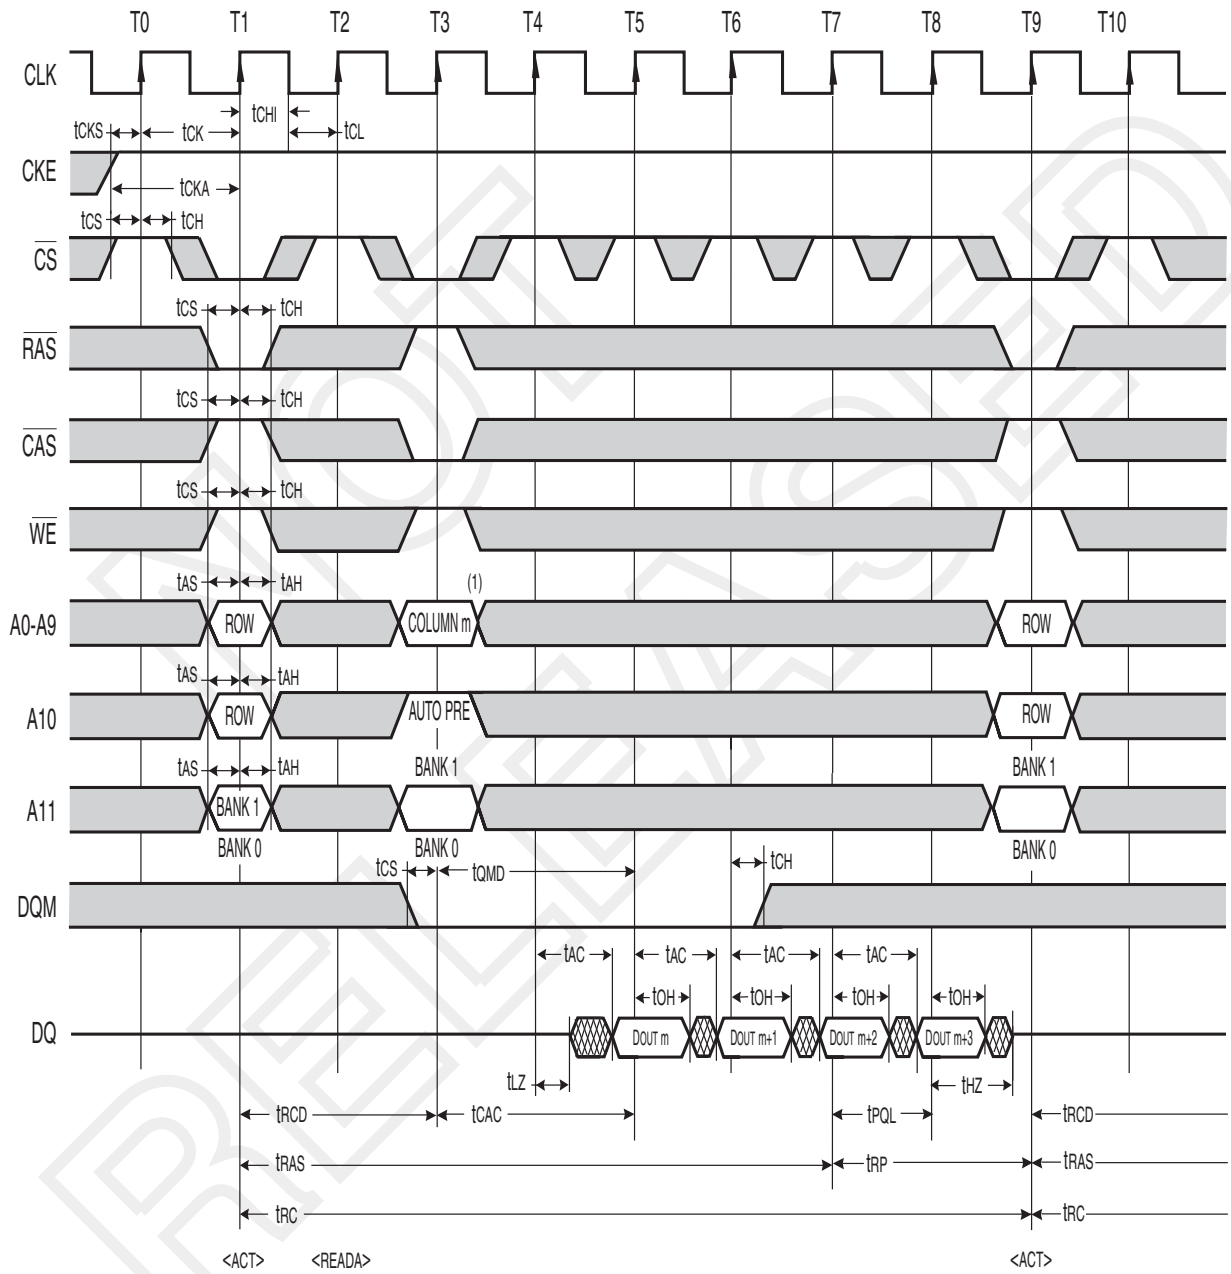 T0 T1 T2 T3 T4 T5 T6 T7 T8 T9 T10
CLK
tCHI
tCKS tCK tCL
CKE
tCKA
tCS tCH
CS
tCS tCH
RAS
tCS tCH
CAS
tCS tCH
WE
tAS tAH (1)
A0-A9 ROW COLUMN m ROW
tAS tAH
A10 ROW AUTO PRE ROW
tAS tAH BANK 1 BANK 1
A11 BANK 1
BANK 0 BANK 0 BANK 0
tCS tQMD tCH
DQM
tAC tAC tAC tAC
tOH tOH tOH tOH
DQ DOUT m DOUT m+1 DOUT m+2 DOUT m+3
tLZ tHZ
tRCD tCAC tPQL tRCD
tRAS tRP tRAS
tRC tRC
<ACT> <READA> <ACT>
NOT
RELEASED